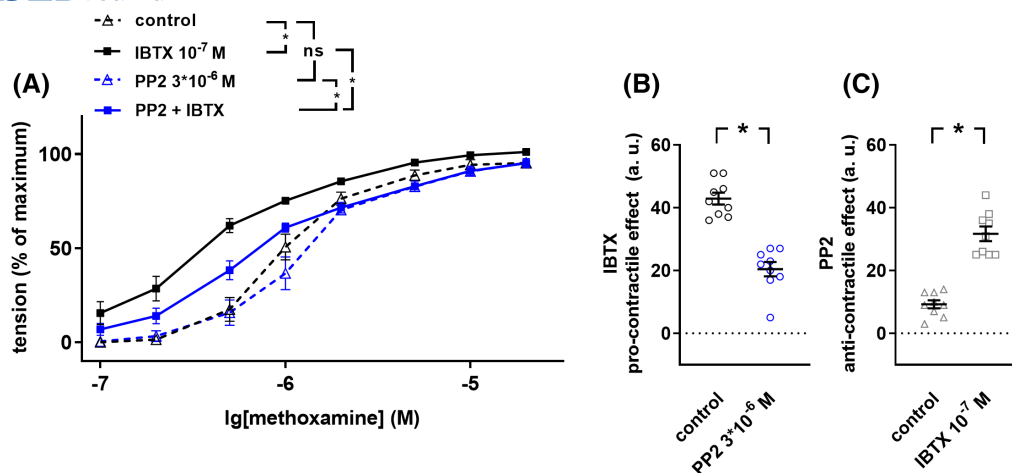 control
*
IBTX 10-7 M
ns
PP2 3*10-6 M
*
*
PP2 + IBTX
(A)
tension (% of maximum)
100
50
0
-7
-6
-5
lg[methoxamine] (M)
(B)
*
IBTX
pro-contractile effect (a. u.)
60
40
20
0
control
PP2 3*10-6 M
(C)
*
PP2
anti-contractile effect (a. u.)
60
40
20
0
control
IBTX 10-7 M